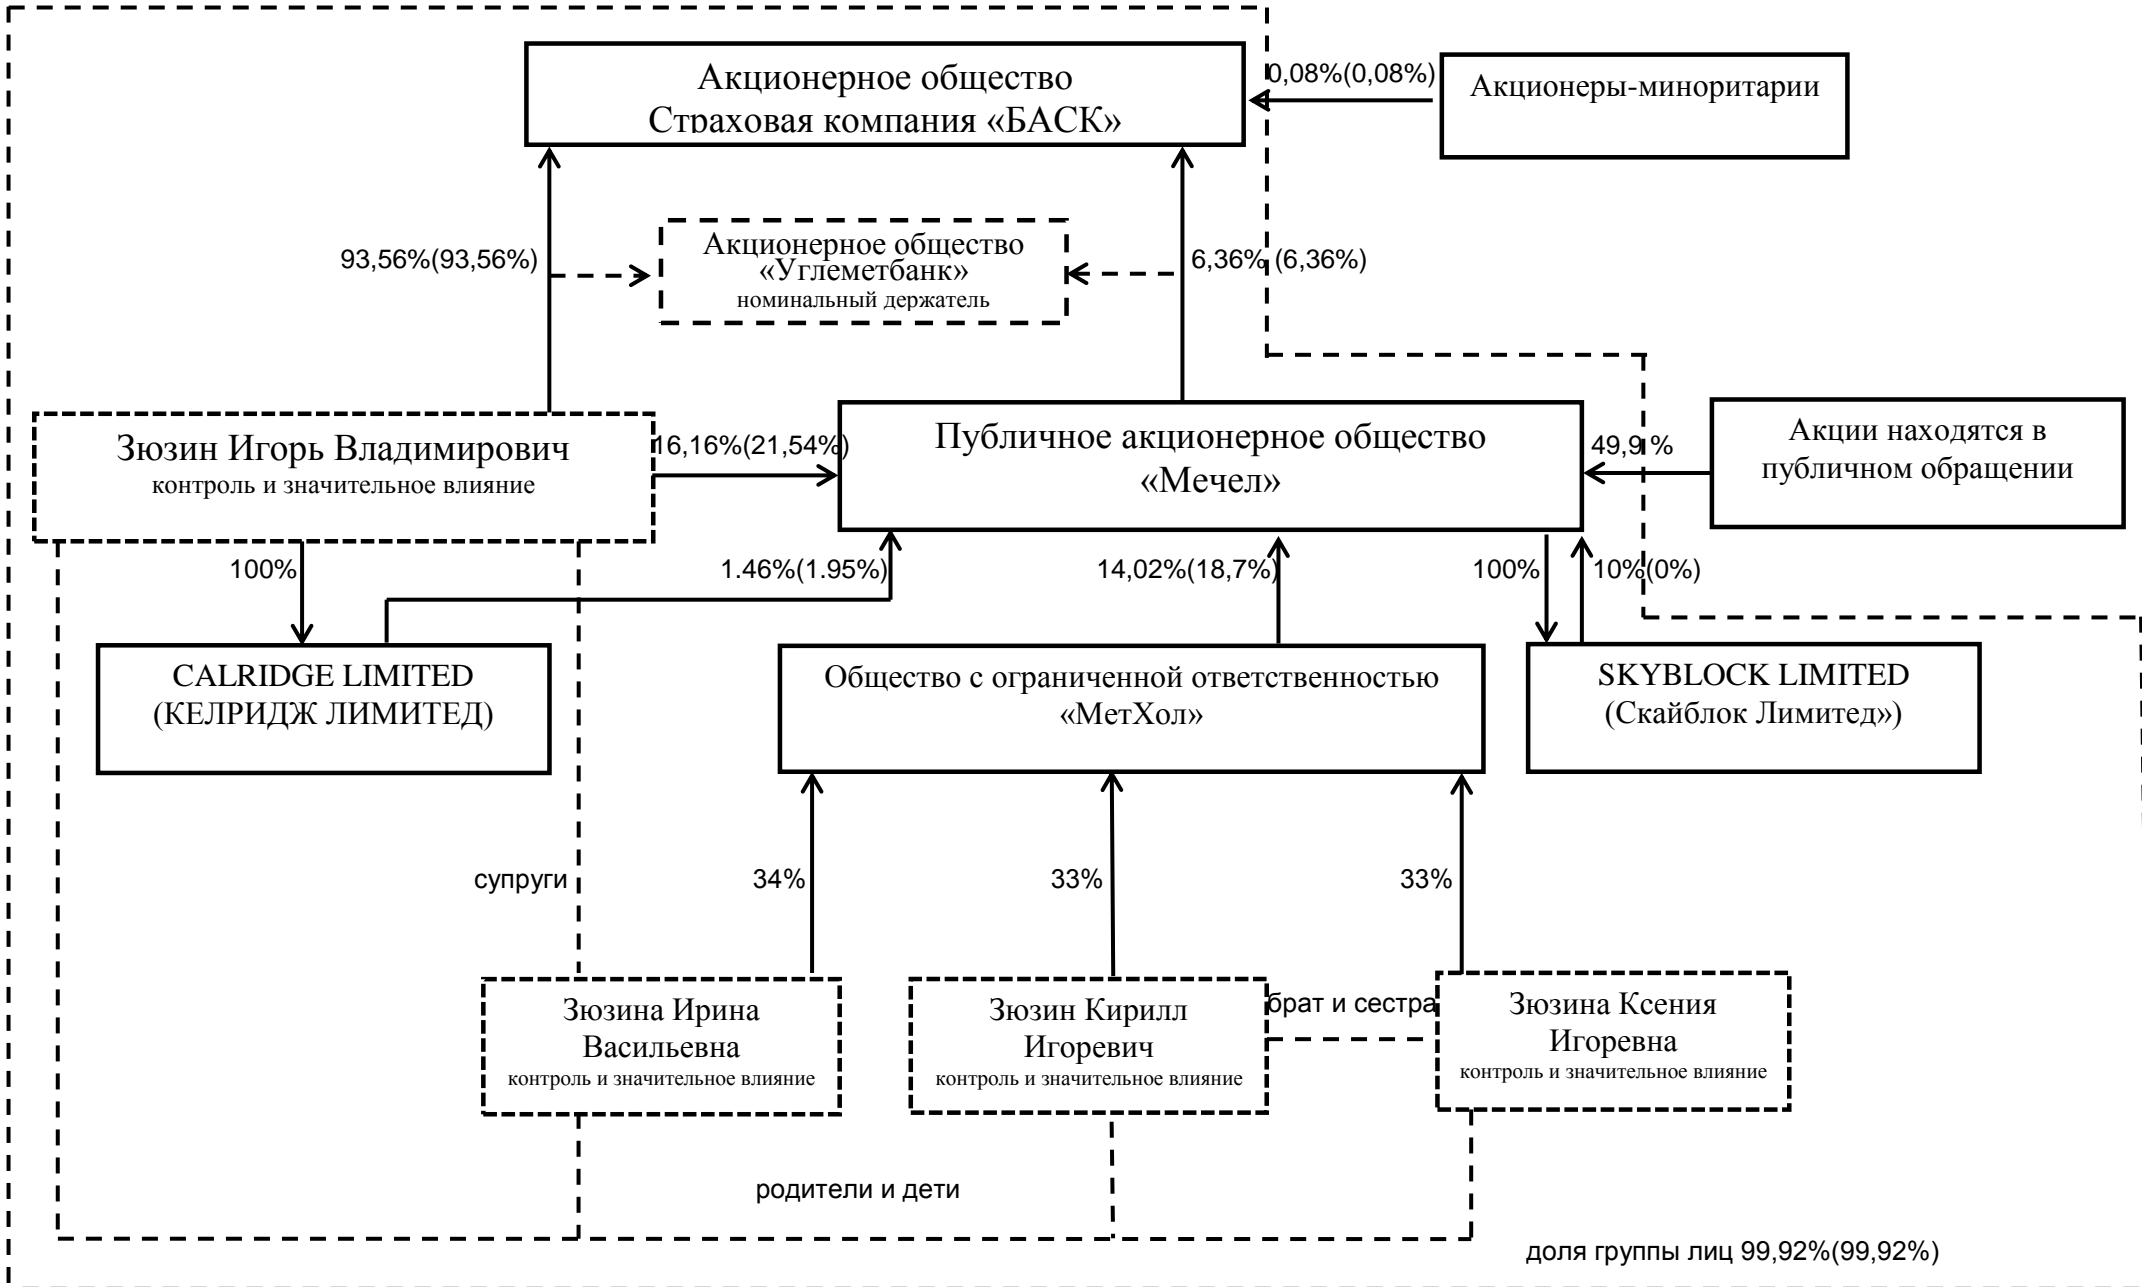 Акционерное общество
Страховая компания «БАСК»
0,08%(0,08%)
Акционеры-миноритарии
93,56%(93,56%)
Акционерное общество
«Углеметбанк»
номинальный держатель
6,36% (6,36%)
Зюзин Игорь Владимирович
контроль и значительное влияние
16,16%(21,54%)
Публичное акционерное общество
«Мечел»
49,9 %
Акции находятся в
публичном обращении
100%
1.46%(1.95%)
14,02%(18,7%)
100%
10%(0%)
CALRIDGE LIMITED
(КЕЛРИДЖ ЛИМИТЕД)
Общество с ограниченной ответственностью
«МетХол»
SKYBLOCK LIMITED
(Скайблок Лимитед»)
супруги
34%
33%
33%
Зюзина Ирина
Васильевна
контроль и значительное влияние
Зюзин Кирилл
Игоревич
контроль и значительное влияние
брат и сестра
Зюзина Ксения
Игоревна
контроль и значительное влияние
родители и дети
доля группы лиц 99,92%(99,92%)